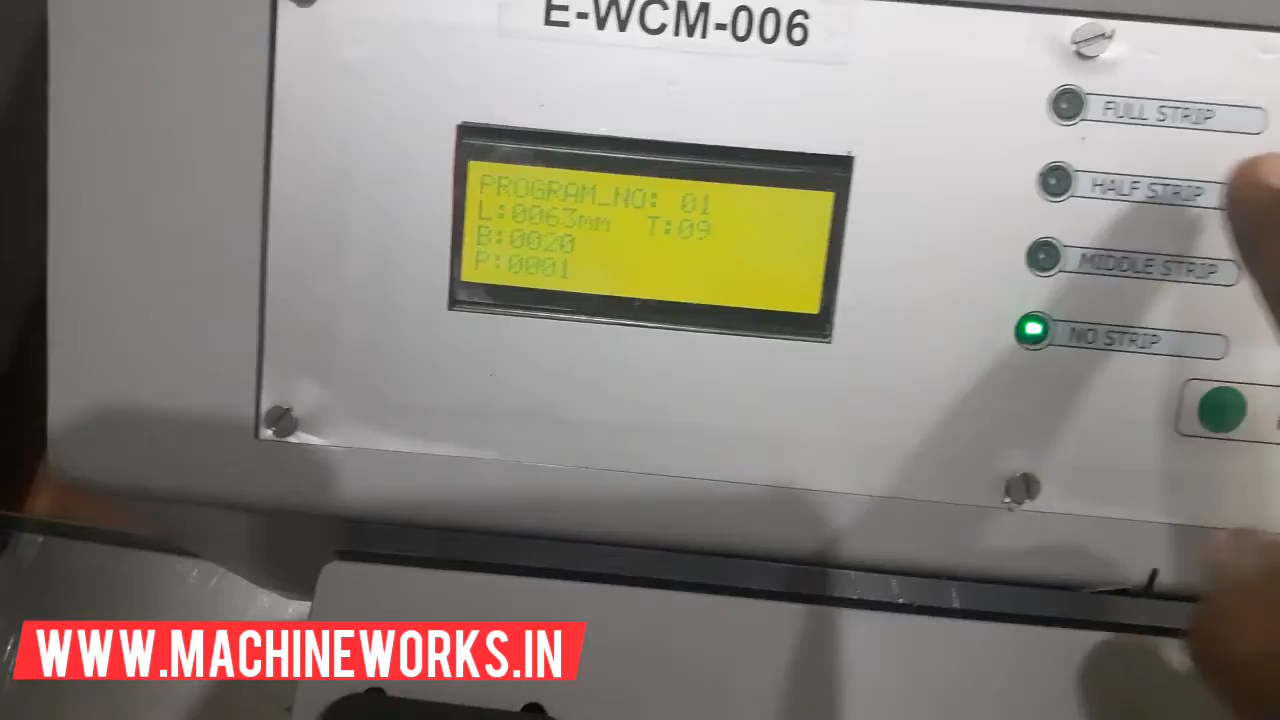 E-WCM-006
PROGRAM_NO: 01
L:0063mm T:09
B:0020
P:0001
FULL STRIP
HALF STRIP
MIDDLE STRIP
NO STRIP
WWW.MACHINEWORKS.IN